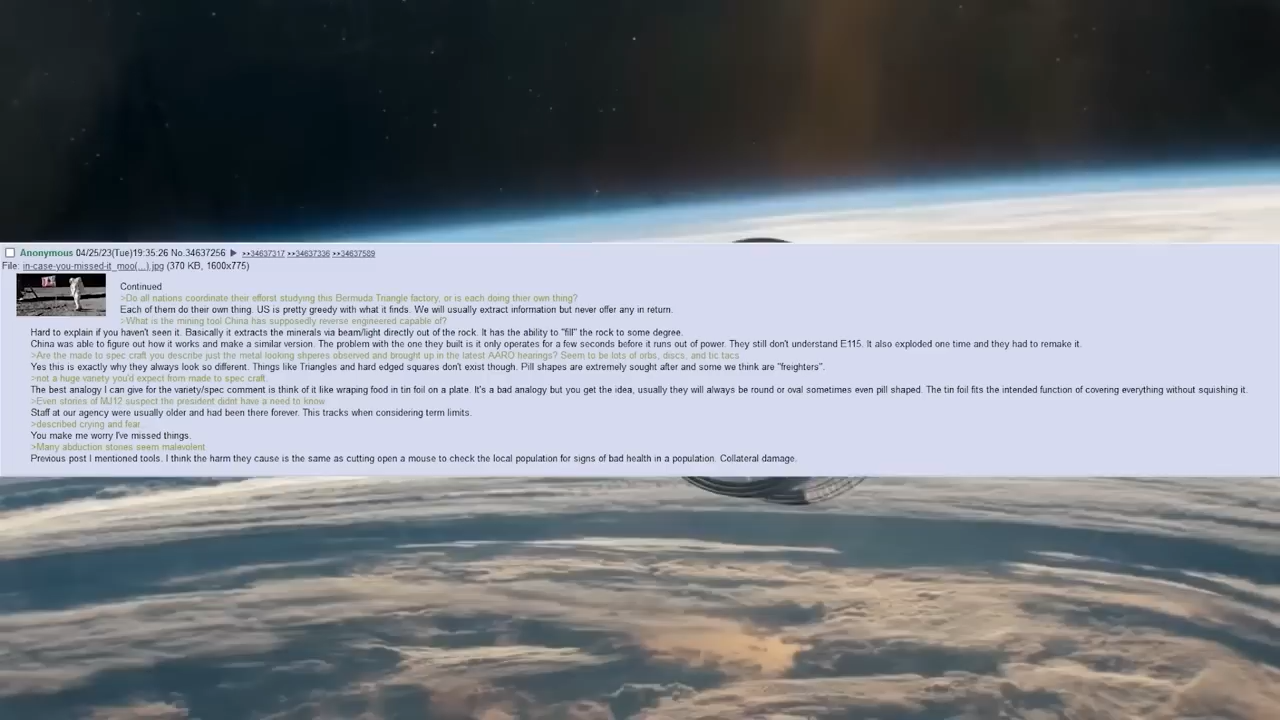 Anonymous 04/25/23(Tue)19:35:26 No.34637256 ▶ >>34637317 >>34637336 >>34637589
File: in-case-you-missed-it_moo(...).jpg (370 KB, 1600x775)
Continued
>Do all nations coordinate their efforst studying this Bermuda Triangle factory, or is each doing thier own thing?
Each of them do their own thing. US is pretty greedy with what it finds. We will usually extract information but never offer any in return.
>What is the mining tool China has supposedly reverse engineered capable of?
Hard to explain if you haven't seen it. Basically it extracts the minerals via beam/light directly out of the rock. It has the ability to "fill" the rock to some degree.
China was able to figure out how it works and make a similar version. The problem with the one they built is it only operates for a few seconds before it runs out of power. They still don't understand E115. It also exploded one time and they had to remake it.
>Are the made to spec craft you describe just the metal looking shperes observed and brought up in the latest AARO hearings? Seem to be lots of orbs, discs, and tic tacs
Yes this is exactly why they always look so different. Things like Triangles and hard edged squares don't exist though. Pill shapes are extremely sought after and some we think are "freighters".
>not a huge variety you'd expect from made to spec craft.
The best analogy I can give for the variety/spec comment is think of it like wraping food in tin foil on a plate. It's a bad analogy but you get the idea, usually they will always be round or oval sometimes even pill shaped. The tin foil fits the intended function of covering everything without squishing it.
>Even stories of MJ12 suspect the president didnt have a need to know
Staff at our agency were usually older and had been there forever. This tracks when considering term limits.
>described crying and fear
You make me worry I've missed things.
>Many abduction stories seem malevolent
Previous post I mentioned tools. I think the harm they cause is the same as cutting open a mouse to check the local population for signs of bad health in a population. Collateral damage.